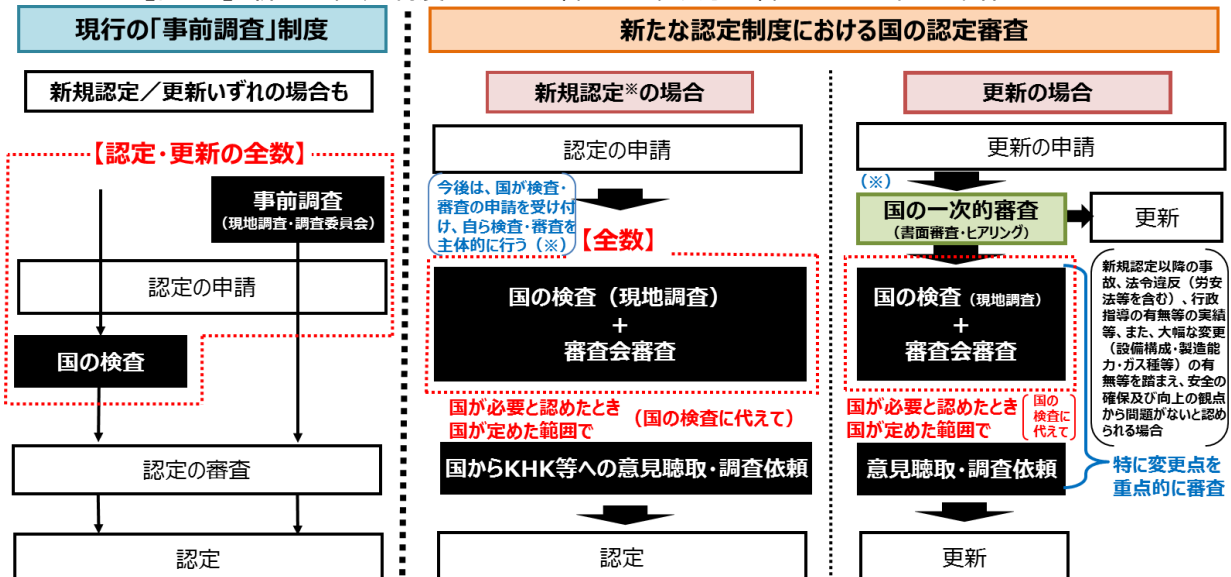 現行の「事前調査」制度
新規認定／更新いずれの場合も
【認定・更新の全数】
事前調査
（現地調査・調査委員会）
認定の申請
国の検査
認定の審査
認定
新たな認定制度における国の認定審査
新規認定※の場合
認定の申請
今後は、国が検査・
審査の申請を受け付
け、自ら検査・審査を
主体的に行う（※）
【全数】
国の検査（現地調査）
＋
審査会審査
国が必要と認めたとき
国が定めた範囲で
（国の検査に代えて）
国からKHK等への意見聴取・調査依頼
認定
更新の場合
更新の申請
（※）
国の一次的審査
（書面審査・ヒアリング）
更新
国の検査（現地調査）
＋
審査会審査
新規認定以降の事
故、法令違反（労安
法等を含む）、行政
指導の有無等の実績
等、また、大幅な変更
（設備構成・製造能
力・ガス種等）の有
無等を踏まえ、安全の
確保及び向上の観点
から問題がないと認め
られる場合
国が必要と認めたとき
国が定めた範囲で
国の
検査に
代えて
意見聴取・調査依頼
特に変更点を
重点的に審査
更新